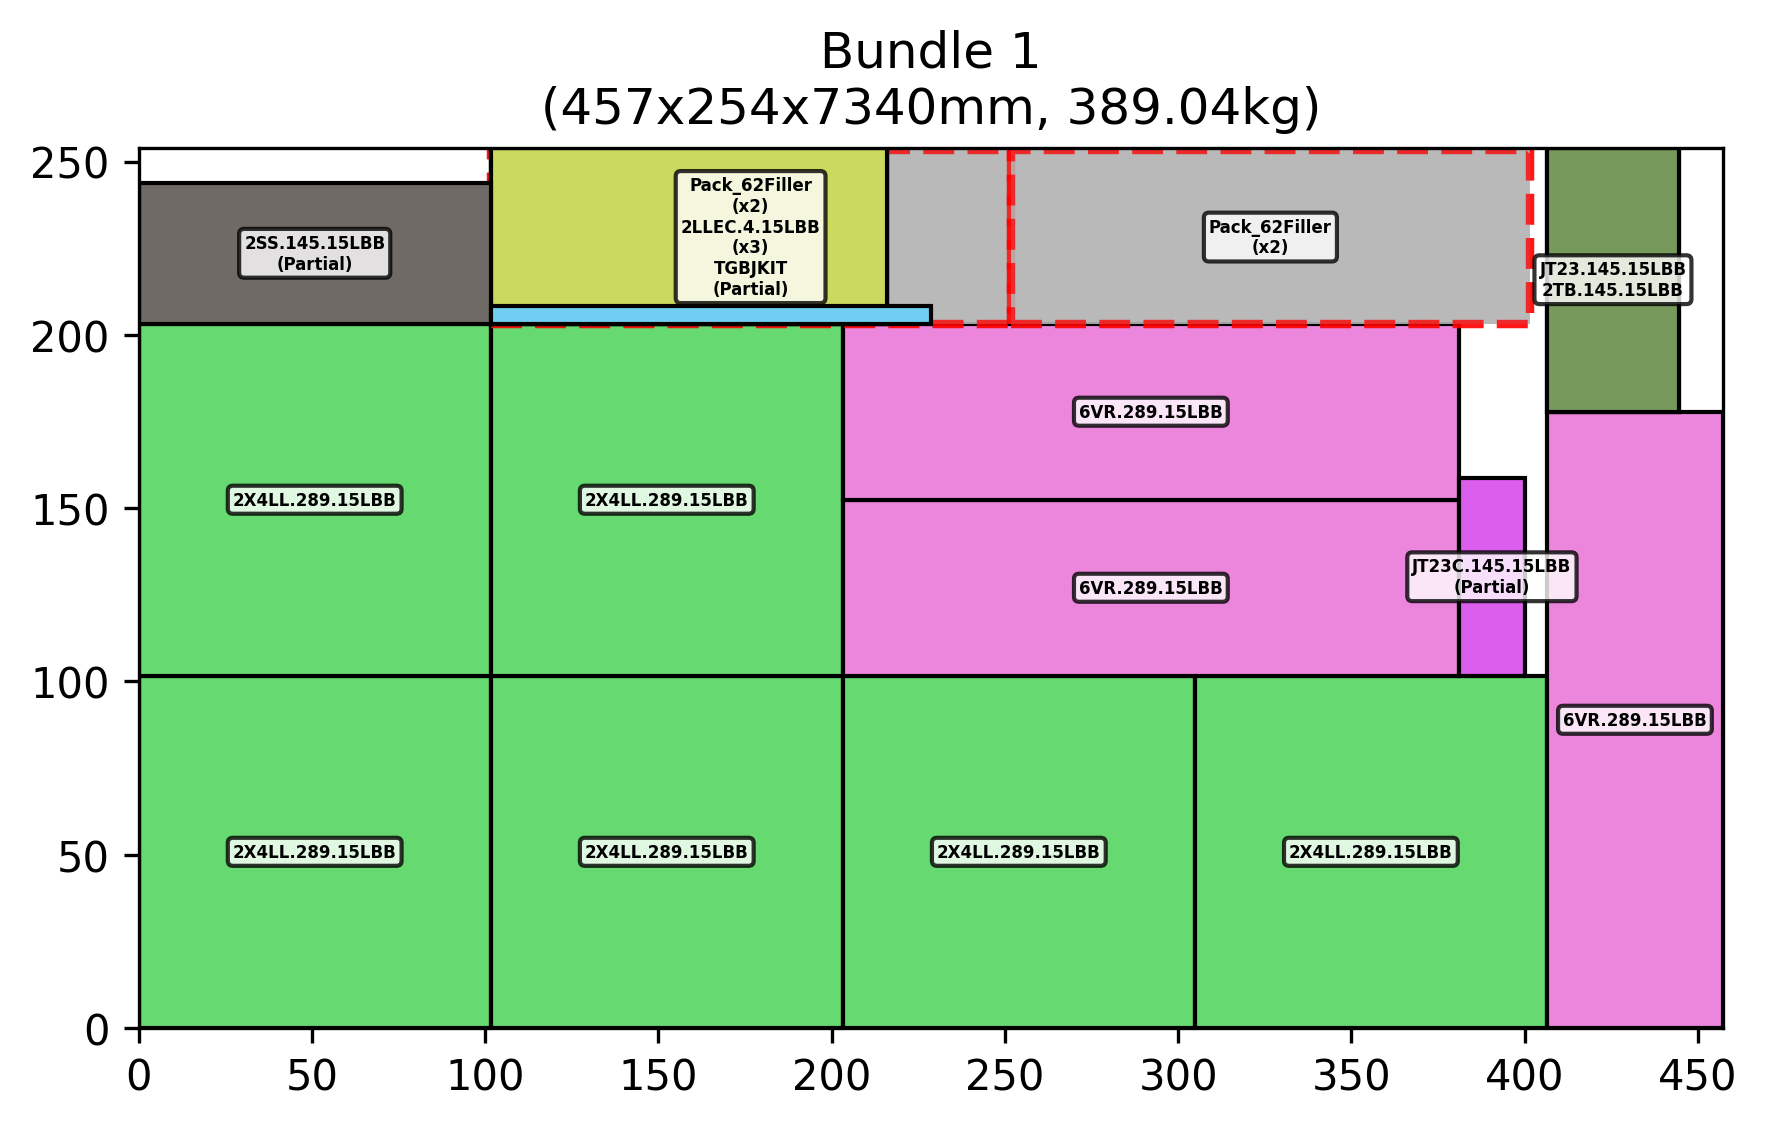 Bundle 1
(457x254x7340mm, 389.04kg)
250
200
150
100
50
0
2SS.145.15LBB
(Partial)
Pack_62Filler
(x2)
2LLEC.4.15LBB
(x3)
TGBJKIT
(Partial)
Pack_62Filler
(x2)
JT23.145.15LBB
2TB.145.15LBB
2X4LL.289.15LBB
2X4LL.289.15LBB
6VR.289.15LBB
6VR.289.15LBB
JT23C.145.15LBB
(Partial)
6VR.289.15LBB
2X4LL.289.15LBB
2X4LL.289.15LBB
2X4LL.289.15LBB
2X4LL.289.15LBB
0 50 100 150 200 250 300 350 400 450